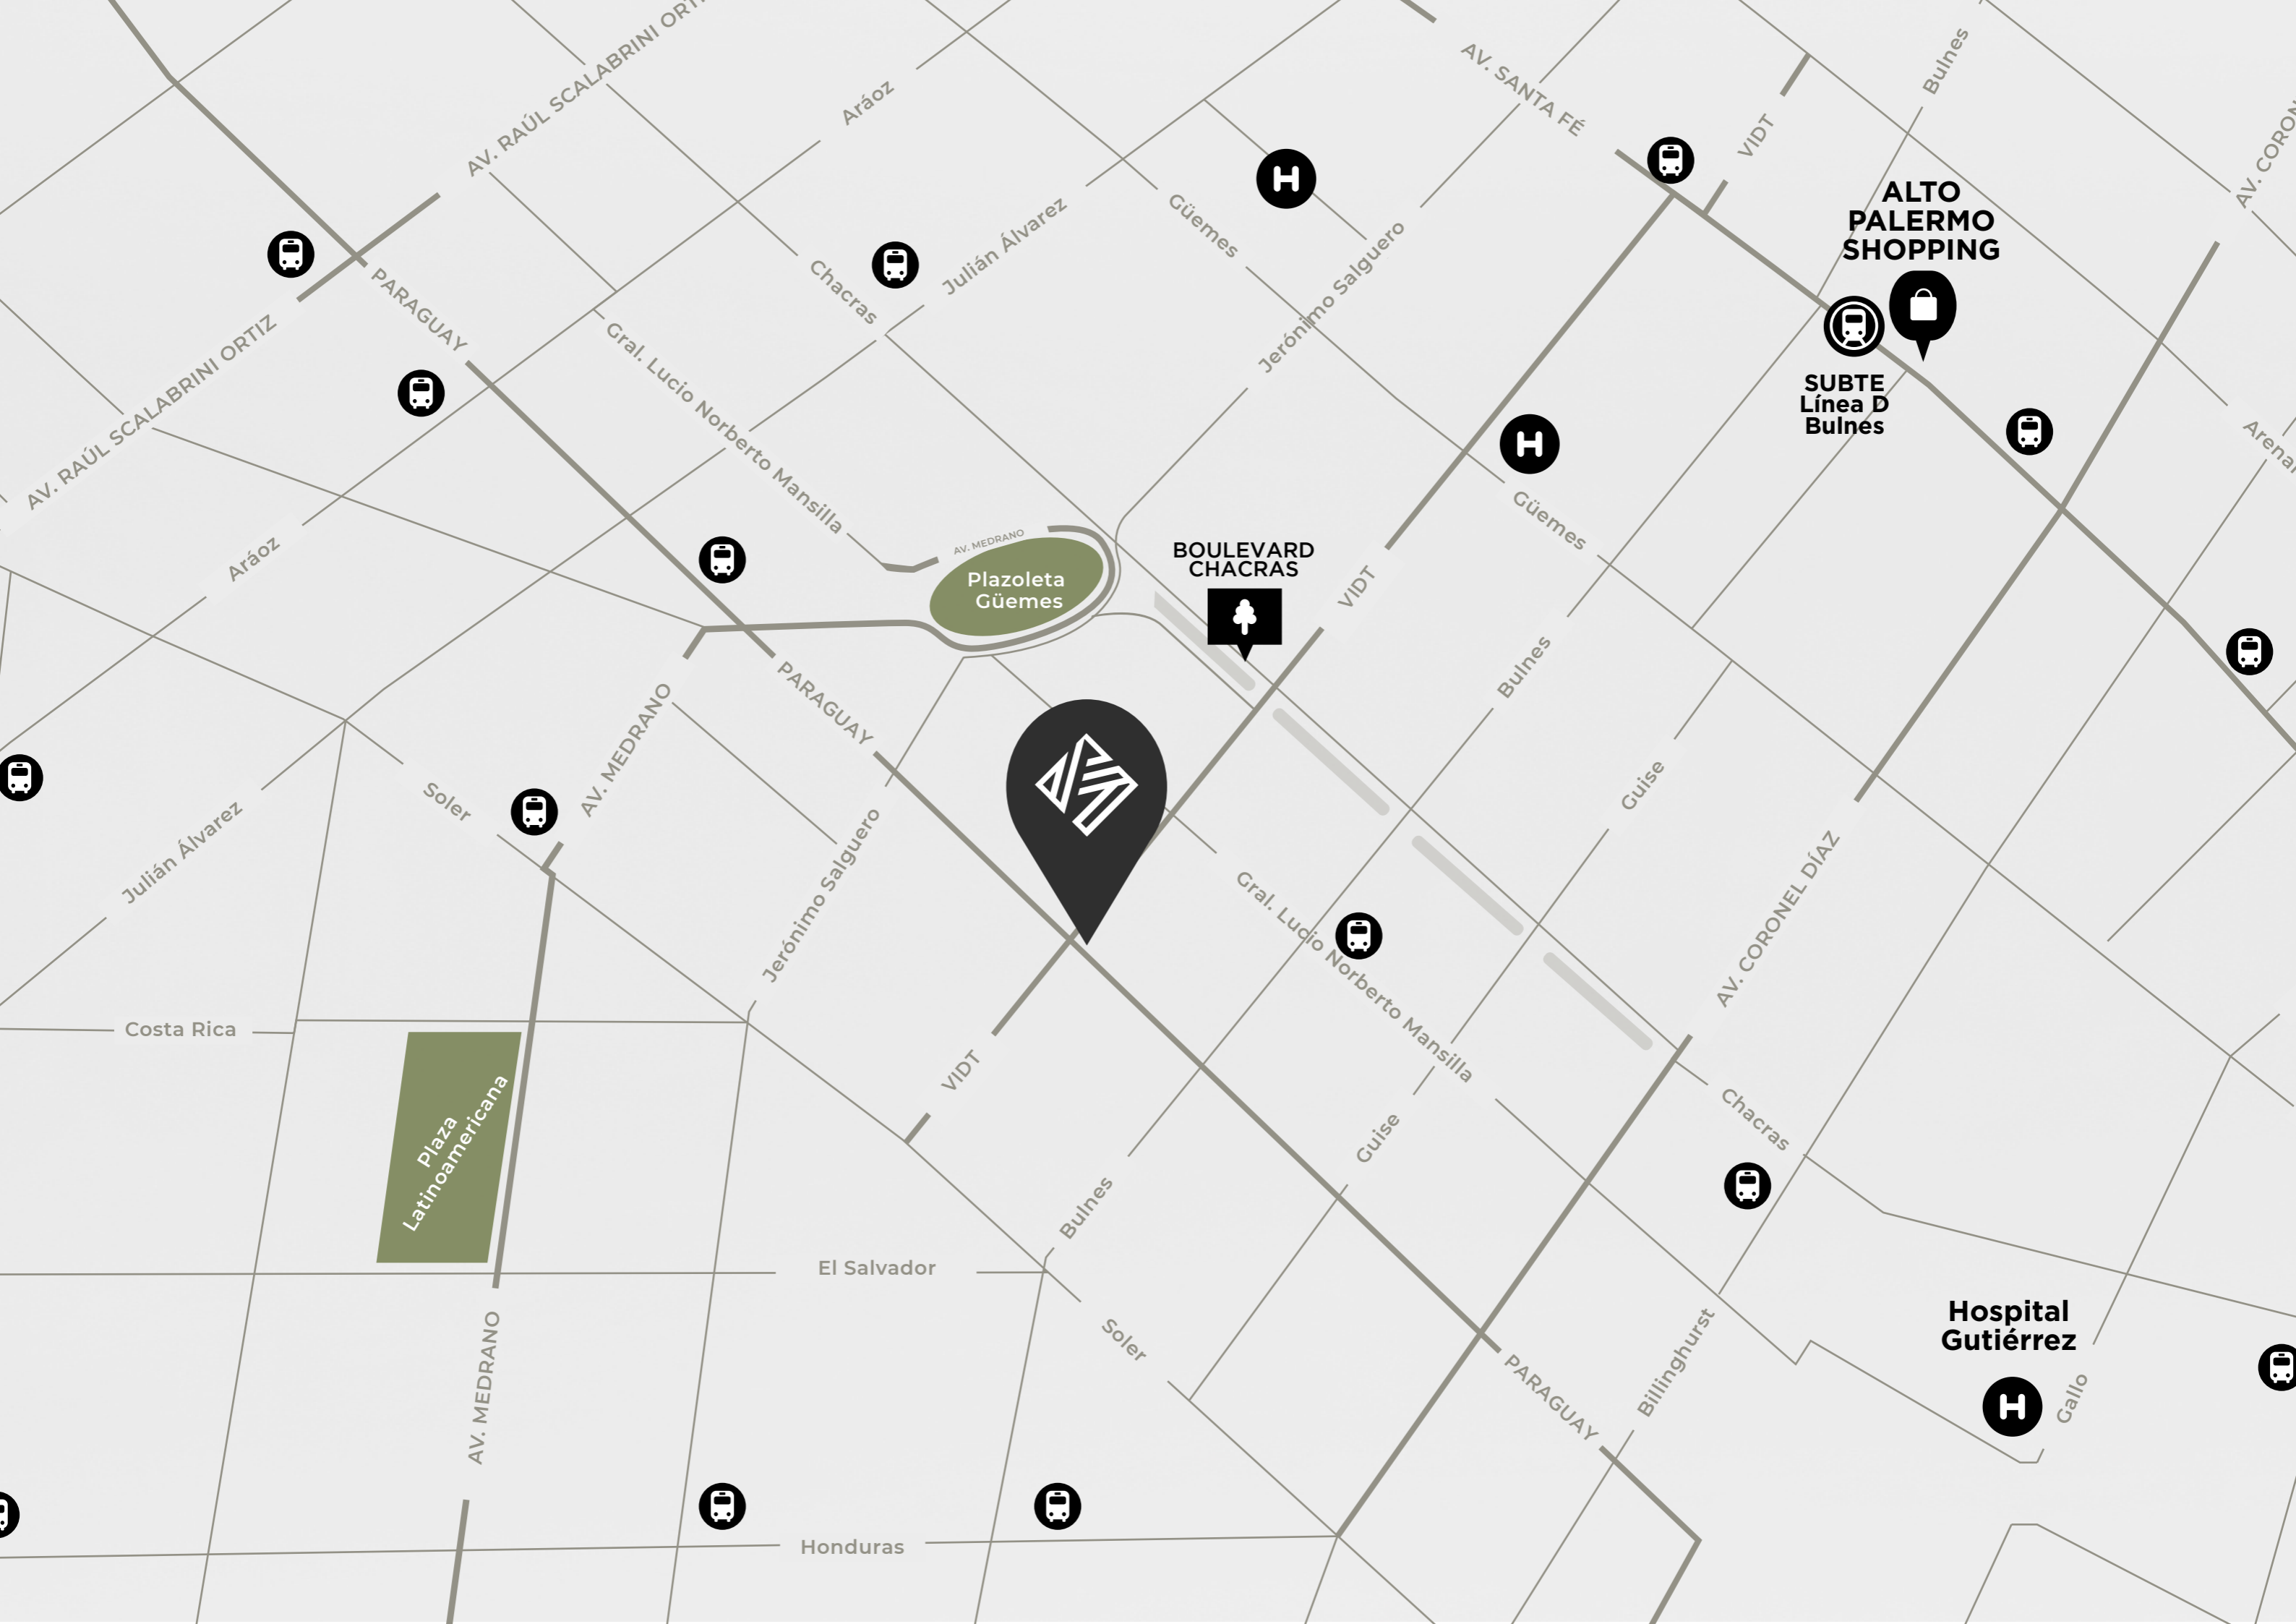 AV. RAÚL SCALABRINI ORTI
AV. SANTA FÉ
Bulnes
Aráoz
VIDT
AV. CORON
H
ALTO
PALERMO
SHOPPING
Julián Álvarez
Güemes
Jerónimo Salguero
Chacras
PARAGUAY
AV. RAÚL SCALABRINI ORTIZ
Gral. Lucio Norberto Mansilla
SUBTE
Línea D
Bulnes
H
Arenal
Güemes
Aráoz
AV. MEDRANO
Plazoleta
Güemes
BOULEVARD
CHACRAS
VIDT
Bulnes
PARAGUAY
AV. MEDRANO
Soler
Julián Álvarez
Guise
Jerónimo Salguero
Gral. Lucio Norberto Mansilla
AV. CORONEL DÍAZ
Costa Rica
VIDT
Plaza
Latinoamericana
Guise
Chacras
Bulnes
El Salvador
Soler
AV. MEDRANO
PARAGUAY
Billinghurst
Hospital
Gutiérrez
H
Gallo
Honduras